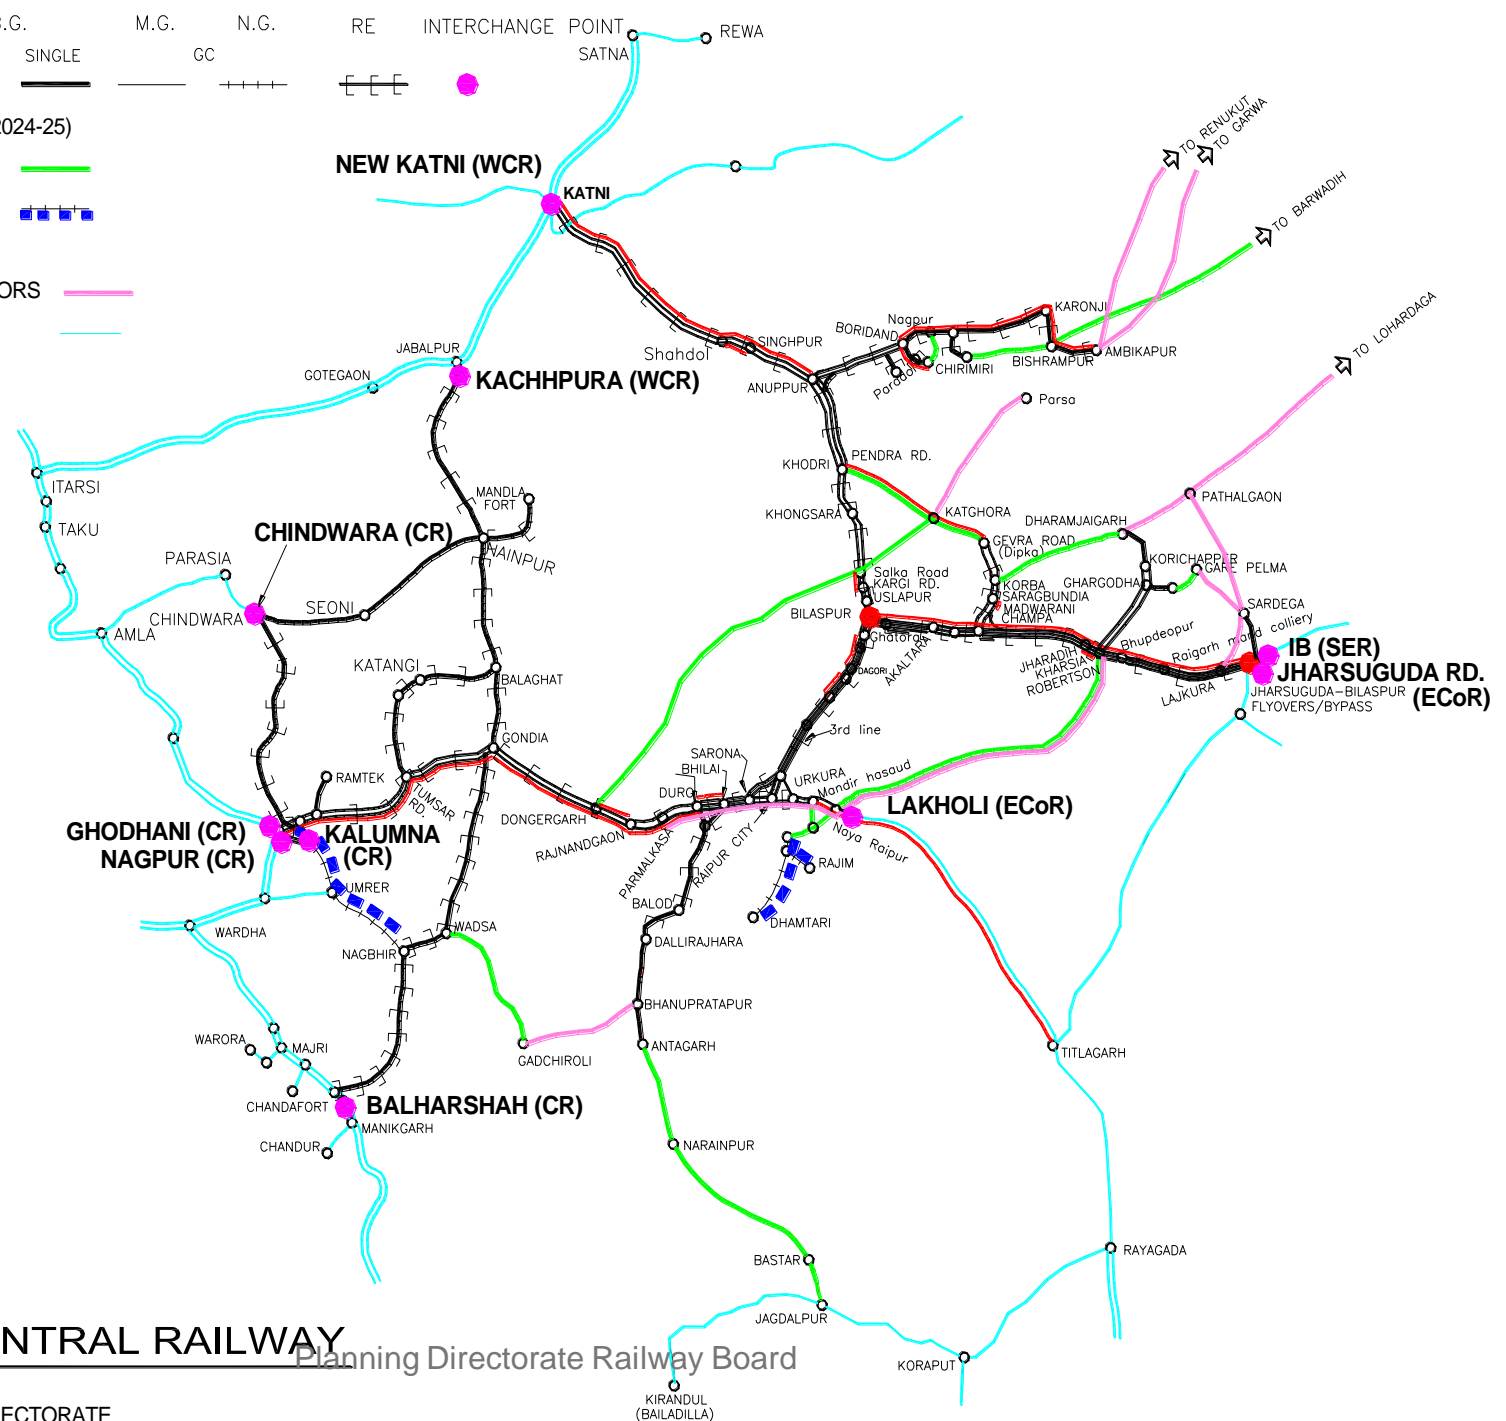 B.G.
M.G.
N.G.
RE
INTERCHANGE POINT
SINGLE
GC
2024-25)
ORS
SATNA
REWA
NEW KATNI (WCR)
KATNI
TO RENUKUT
TO GARWA
TO BARWADIH
TO LOHARDAGA
JABALPUR
GOTEGAON
KACHHPURA (WCR)
Shahdol
SINGHPUR
ANUPPUR
BORIDAND
Nagpur
KARONJI
Paradol
CHIRIMIRI
BISHRAMPUR
AMBIKAPUR
Parsa
ITARSI
TAKU
MANDLA
FORT
KHODRI
PENDRA RD.
KHONGSARA
KATGHORA
PATHALGAON
DHARAMJAIGARH
CHINDWARA (CR)
NAINPUR
PARASIA
GEVRA ROAD
(Dipka)
KORICHAPPER
GARE PELMA
GHARGODHA
Salka Road
KARGI RD.
USLAPUR
KORBA
SARAGBUNDIA
MADWARANI
CHAMPA
SARDEGA
CHINDWARA
SEONI
AMLA
BILASPUR
Ghatora
AKALTARA
JHARADIH
KHARSIA
ROBERTSON
Bhupdeopur
Raigarh mand colliery
LAJKURA
IB (SER)
JHARSUGUDA RD.
(ECoR)
JHARSUGUDA-BILASPUR
FLYOVERS/BYPASS
KATANGI
BALAGHAT
DAGORI
3rd line
GONDIA
RAMTEK
TUMSAR
RD.
DONGERGARH
RAJNANDGAON
PARMALKASA
DURG
BHILAI
SARONA
RAIPUR CITY
URKURA
Mandir hasaud
LAKHOLI (ECoR)
Naya Raipur
RAJIM
DHAMTARI
GHODHANI (CR)
NAGPUR (CR)
KALUMNA
(CR)
UMRER
WARDHA
NAGBHIR
WADSA
BALOD
DALLIRAJHARA
BHANUPRATAPUR
ANTAGARH
GADCHIROLI
TITLAGARH
WARORA
MAJRI
CHANDAFORT
BALHARSHAH (CR)
MANIKGARH
CHANDUR
NARAINPUR
BASTAR
JAGDALPUR
RAYAGADA
KORAPUT
KIRANDUL
(BAILADILLA)
NTRAL RAILWAY
Planning Directorate Railway Board
ECTORATE